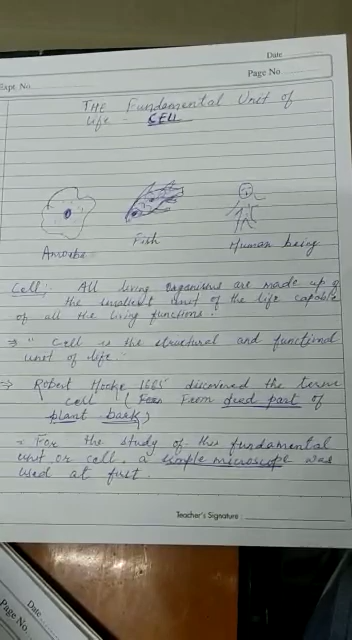 Date
Expt. No.
Page No
THE Fundamental Unit of
life - CELL
Amoeba
Fish
Human being
Cell :- All living organisms are made up of
the smallest unit of the life capable
of all the living functions.
⇒ " Cell is the structural and functional
unit of life."
⇒ Robert Hooke 1665 discovered the term
cell ( From dead part of
plant bark)
For the study of this fundamental
unit or cell, a simple microscope was
used at first.
Teacher's Signature :
Date
Page No